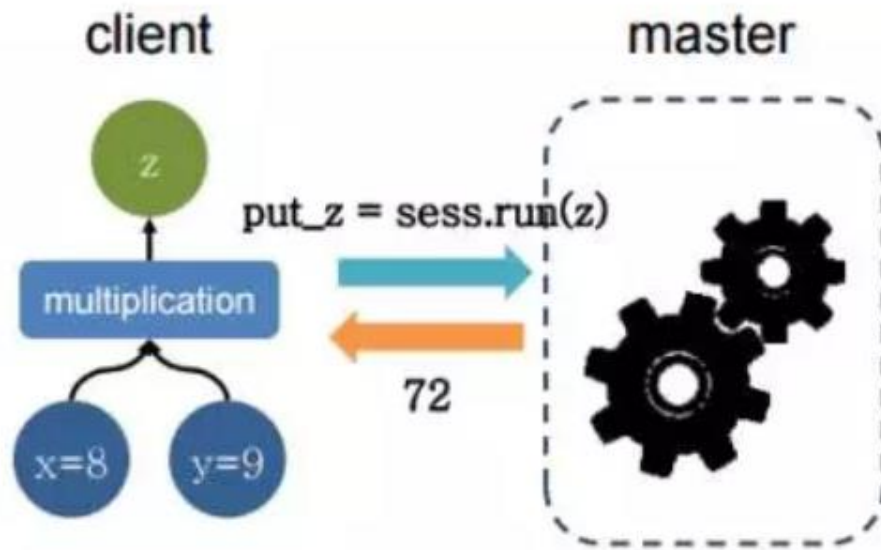 client
master
z
put_z = sess.run(z)
multiplication
72
x=8
y=9